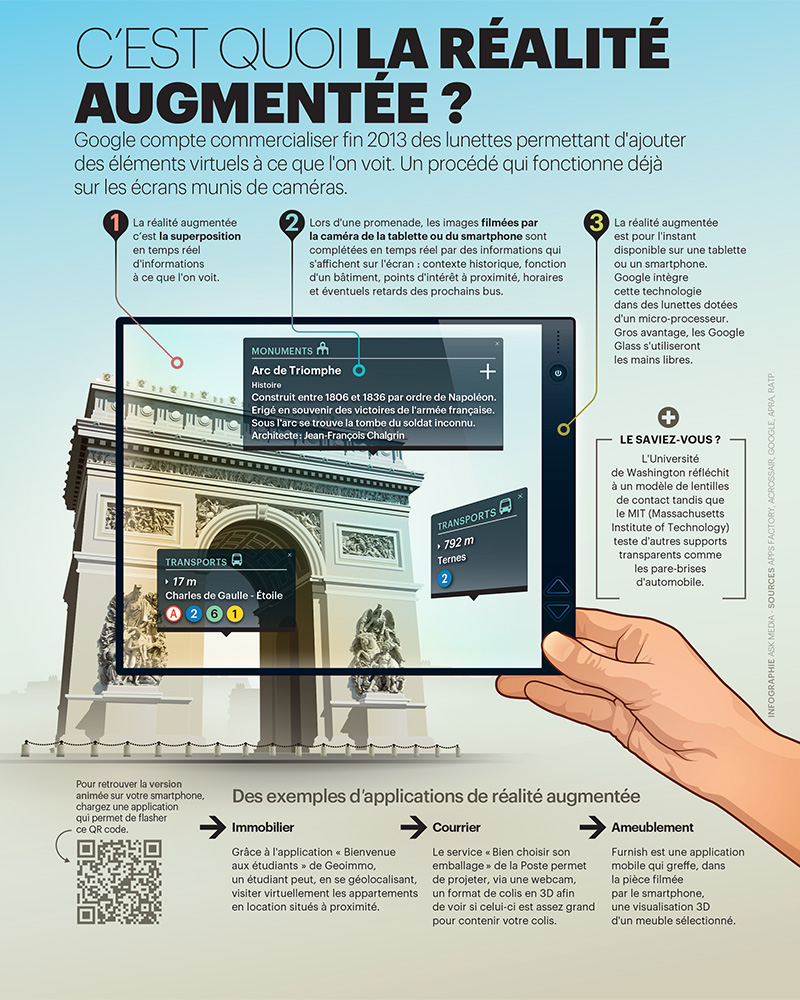 C'EST QUOI LA RÉALITÉ
AUGMENTÉE ?
Google compte commercialiser fin 2013 des lunettes permettant d'ajouter
des éléments virtuels à ce que l'on voit. Un procédé qui fonctionne déjà
sur les écrans munis de caméras.
1
La réalité augmentée
c'est la superposition
en temps réel
d'informations
à ce que l'on voit.
2
Lors d'une promenade, les images filmées par
la caméra de la tablette ou du smartphone sont
complétées en temps réel par des informations qui
s'affichent sur l'écran : contexte historique, fonction
d'un bâtiment, points d'intérêt à proximité, horaires
et éventuels retards des prochains bus.
3
La réalité augmentée
est pour l'instant
disponible sur une tablette
ou un smartphone.
Google intègre
cette technologie
dans des lunettes dotées
d'un micro-processeur.
Gros avantage, les Google
Glass s'utiliseront
les mains libres.
MONUMENTS
Arc de Triomphe
Histoire
Construit entre 1806 et 1836 par ordre de Napoléon.
Erigé en souvenir des victoires de l'armée française.
Sous l'arc se trouve la tombe du soldat inconnu.
Architecte : Jean-François Chalgrin
TRANSPORTS
792 m
Ternes
2
TRANSPORTS
17 m
Charles de Gaulle - Étoile
A 2 6 1
LE SAVIEZ-VOUS ?
L'Université
de Washington réfléchit
à un modèle de lentilles
de contact tandis que
le MIT (Massachusetts
Institute of Technology)
teste d'autres supports
transparents comme
les pare-brises
d'automobile.
INFOGRAPHIE ASK MEDIA - SOURCES APPS FACTORY, ACROSSAIR, GOOGLE, APRA, RATP.
Pour retrouver la version
animée sur votre smartphone,
chargez une application
qui permet de flasher
ce QR code.
Des exemples d'applications de réalité augmentée
Immobilier
Grâce à l'application « Bienvenue
aux étudiants » de Geoimmo,
un étudiant peut, en se géolocalisant,
visiter virtuellement les appartements
en location situés à proximité.
Courrier
Le service « Bien choisir son
emballage » de la Poste permet
de projeter, via une webcam,
un format de colis en 3D afin
de voir si celui-ci est assez grand
pour contenir votre colis.
Ameublement
Furnish est une application
mobile qui greffe, dans
la pièce filmée
par le smartphone,
une visualisation 3D
d'un meuble sélectionné.